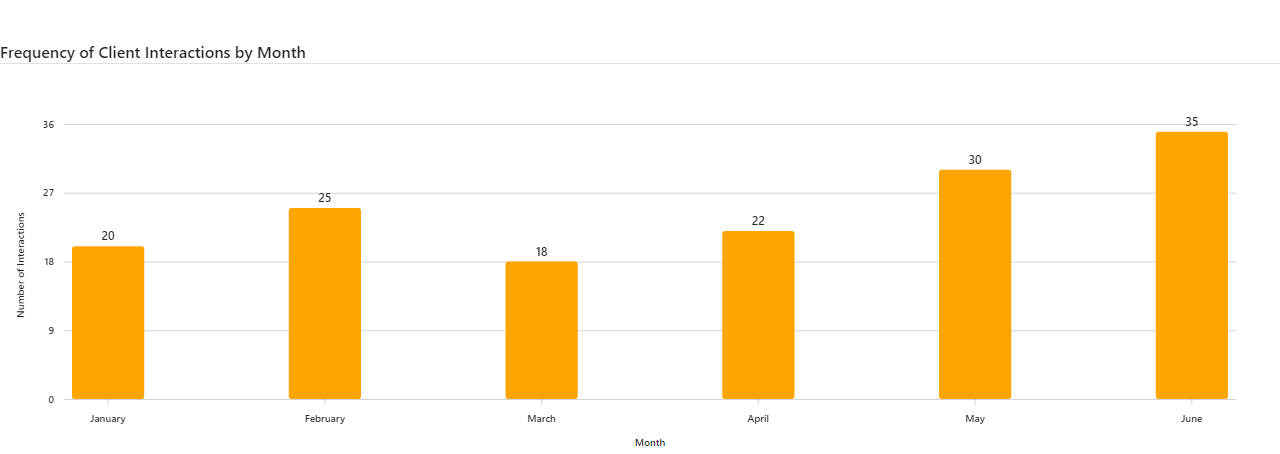 Frequency of Client Interactions by Month
36
27
18
9
0
Number of Interactions
20
25
18
22
30
35
January
February
March
April
May
June
Month